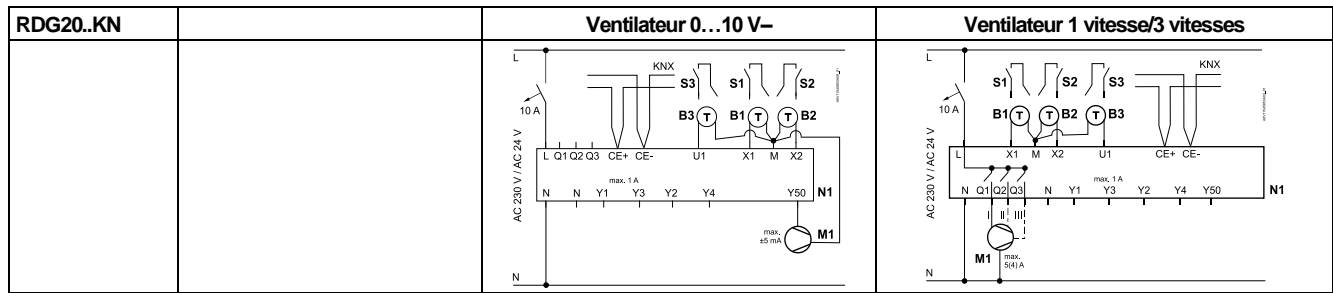 RDG20..KN
Ventilateur 0…10 V–
Ventilateur 1 vitesse/3 vitesses
L
KNX
S3 S1 S2
10 A
B3 T B1 T T B2
AC 230 V / AC 24 V
L Q1 Q2 Q3 CE+ CE- U1 X1 M X2
max. 1 A
N N Y1 Y3 Y2 Y4 Y50
N1
max.
±5 mA
M1
N
L
KNX
S1 S2 S3
10 A
B1 T T B2 T B3
AC 230 V / AC 24 V
L X1 M X2 U1 CE+ CE-
max. 1 A
N Q1 Q2 Q3 N Y1 Y3 Y2 Y4 Y50
N1
I II III
M1
max.
5(4) A
N